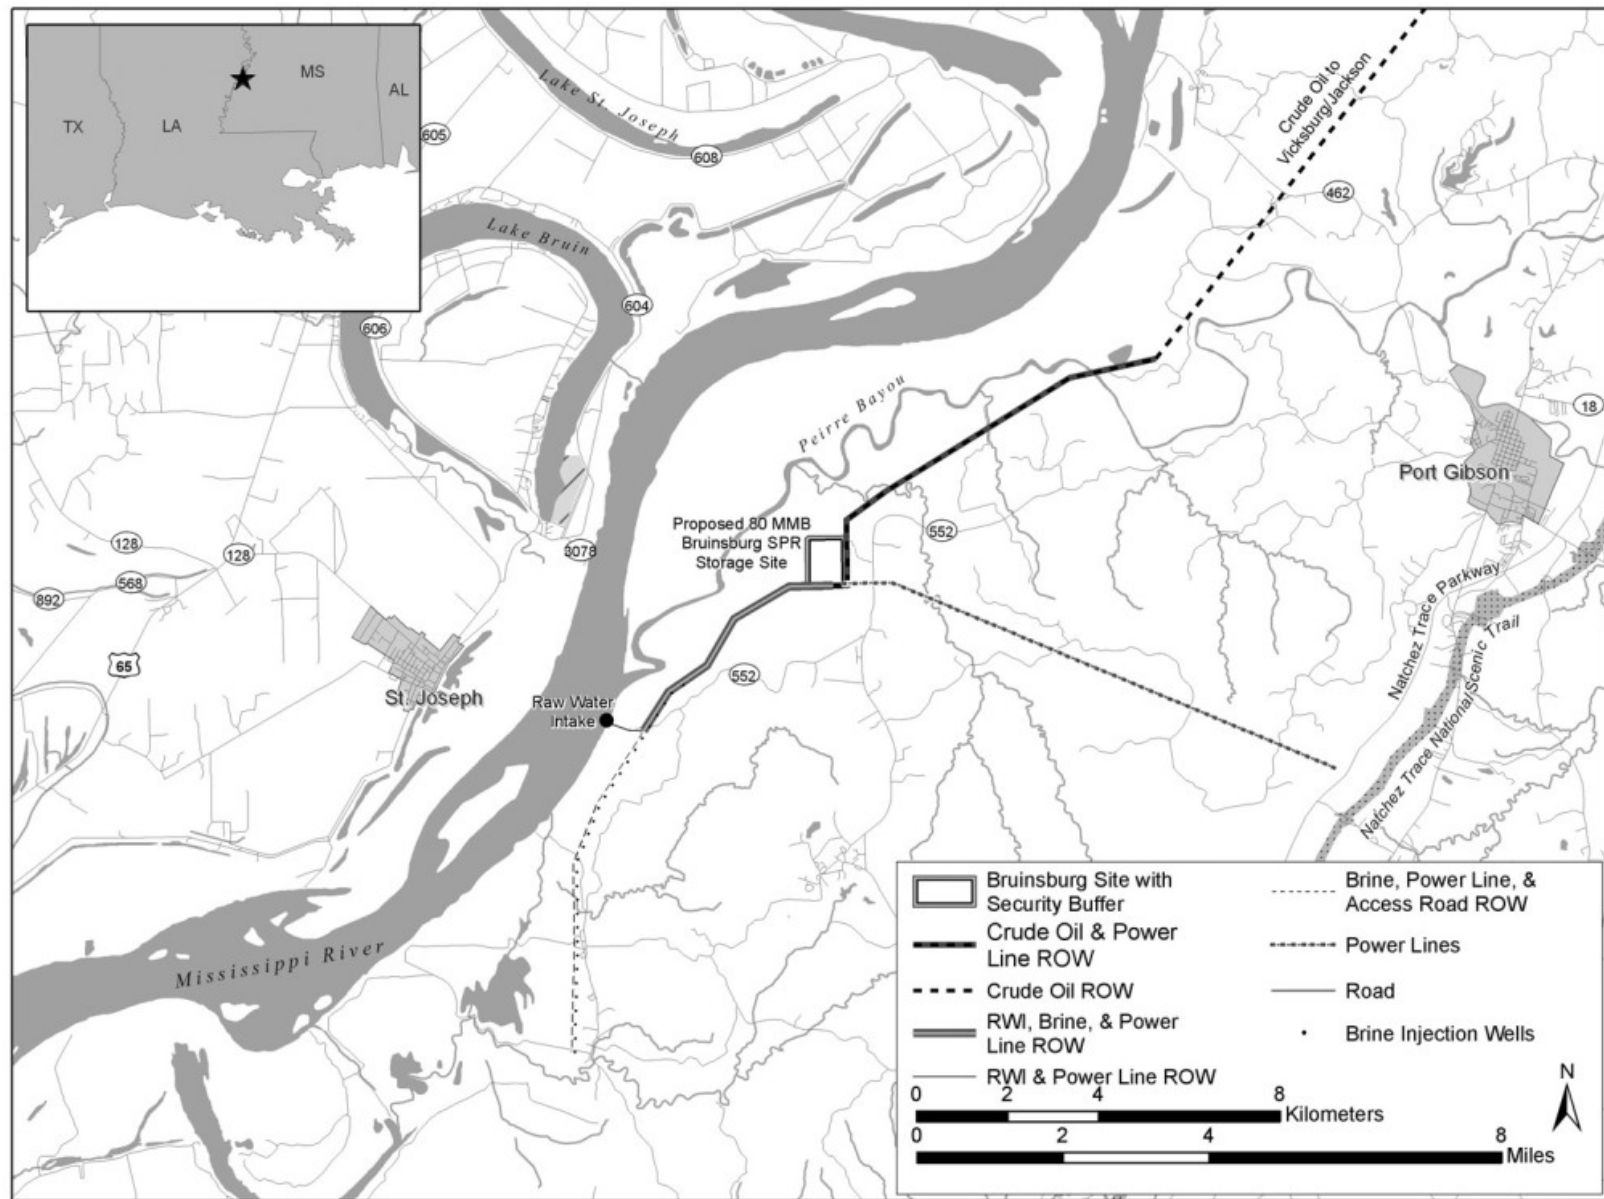 TX
LA
MS
AL
605
Lake St. Joseph
608
Crude Oil to
Vicksburg/Jackson
462
Lake Bruin
604
606
Peirre Bayou
18
Port Gibson
Proposed 80 MMB
Bruinsburg SPR
Storage Site
552
3078
128
128
568
892
65
St. Joseph
552
Raw Water
Intake
Natchez Trace Parkway
Natchez Trace National Scenic Trail
Mississippi River
Bruinsburg Site with
Security Buffer
Crude Oil & Power
Line ROW
Crude Oil ROW
RWI, Brine, & Power
Line ROW
RWI & Power Line ROW
Brine, Power Line, &
Access Road ROW
Power Lines
Road
Brine Injection Wells
N
0 2 4 8
Kilometers
0 2 4 8
Miles